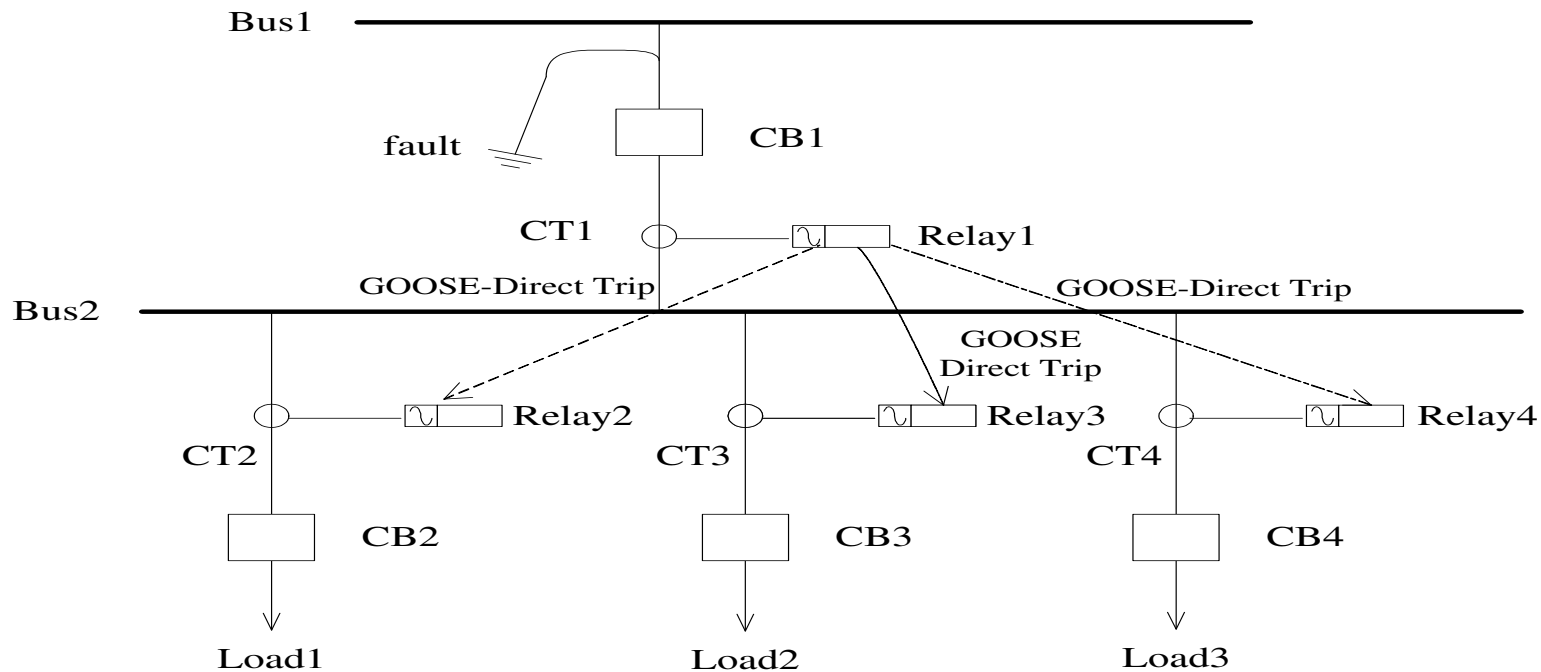 Bus1
fault
CB1
CT1
Relay1
GOOSE-Direct Trip
GOOSE-Direct Trip
Bus2
GOOSE
Direct Trip
Relay2
Relay3
Relay4
CT2
CT3
CT4
CB2
CB3
CB4
Load1
Load2
Load3